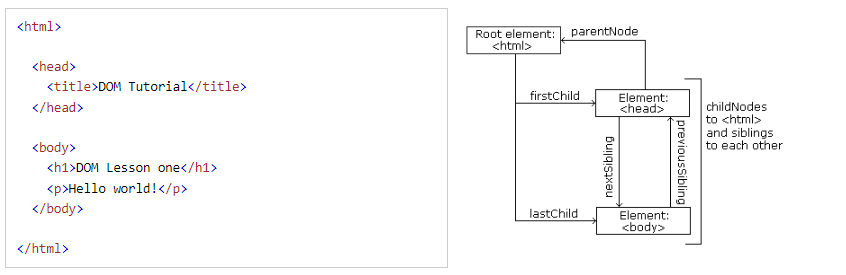 <html>
<head>
<title>DOM Tutorial</title>
</head>
<body>
<h1>DOM Lesson one</h1>
<p>Hello world!</p>
</body>
</html>
Root element:
<html>
parentNode
firstChild
Element:
<head>
childNodes
to <html>
and siblings
to each other
nextSibling
previousSibling
lastChild
Element:
<body>